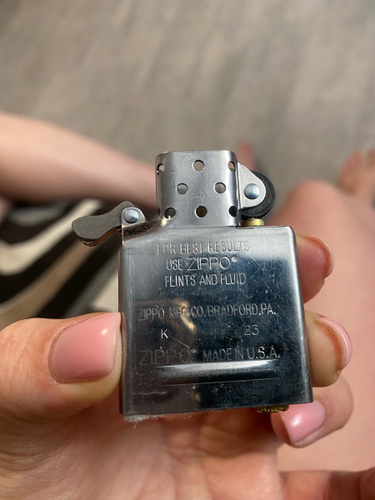 FOR BEST RESULTS
USE ZIPPO®
FLINTS AND FLUID
ZIPPO MFG. CO. BRADFORD, PA.
K 23
ZIPPO® MADE IN U.S.A.